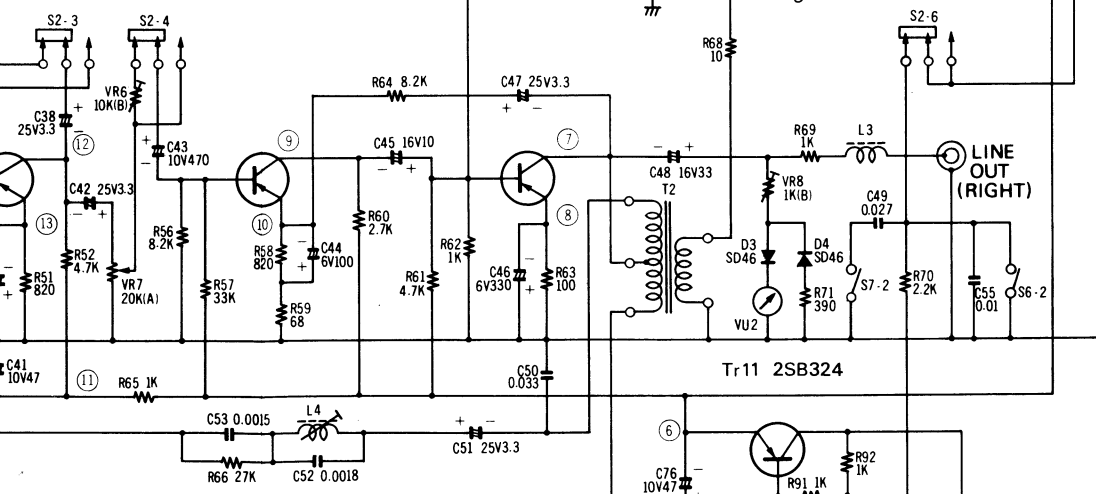 S2-3
S2-4
S2-6
R68
10
VR6
10K(B)
R64 8.2K
C47 25V3.3
+ -
C38
25V3.3
+
-
12
C43
10V470
+
-
9
C45 16V10
- +
7
- +
C48 16V33
R69
1K
L3
LINE
OUT
(RIGHT)
C42 25V3.3
- +
T2
VR8
1K(B)
C49
0.027
13
10
8
R56
8.2K
R60
2.7K
R52
4.7K
R58
820
C44
6V100
+
-
R62
1K
D3
SD46
D4
SD46
R51
820
-
+
VR7
20K(A)
R57
33K
R61
4.7K
C46
6V330
-
+
R63
100
S7-2
R70
2.2K
C55
0.01
S6-2
R59
68
R71
390
VU2
C41
10V47
11
R65 1K
C50
0.033
Tr11 2SB324
C53 0.0015
L4
+ -
C51 25V3.3
6
R66 27K
C52 0.0018
C76
10V47
-
R92
1K
R91 1K